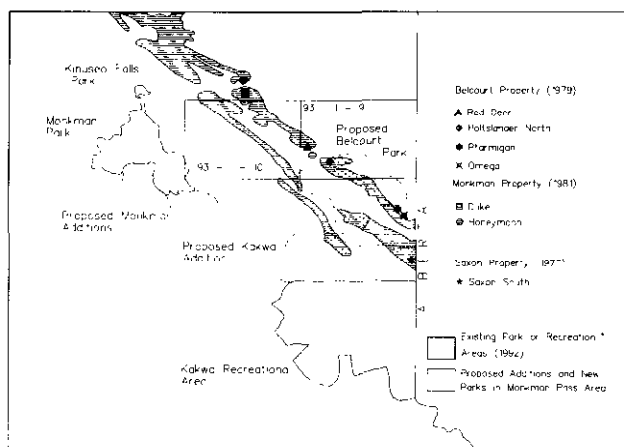 Kinuseo Falls
Park
Monkman
Park
Proposed Monkman
Additions
93 I - 9
93 I - 10
Proposed
Belcourt
Park
Proposed Kakwa
Addition
Kakwa Recreational
Area
Belcourt Property (1979)
Red Deer
Holtslander North
Ptarmigan
Omega
Monkman Property (1981)
Duke
Honeymoon
Saxon Property
Saxon South
Existing Park or Recreation
Areas (1992)
Proposed Additions and New
Parks in Monkman Pass Area